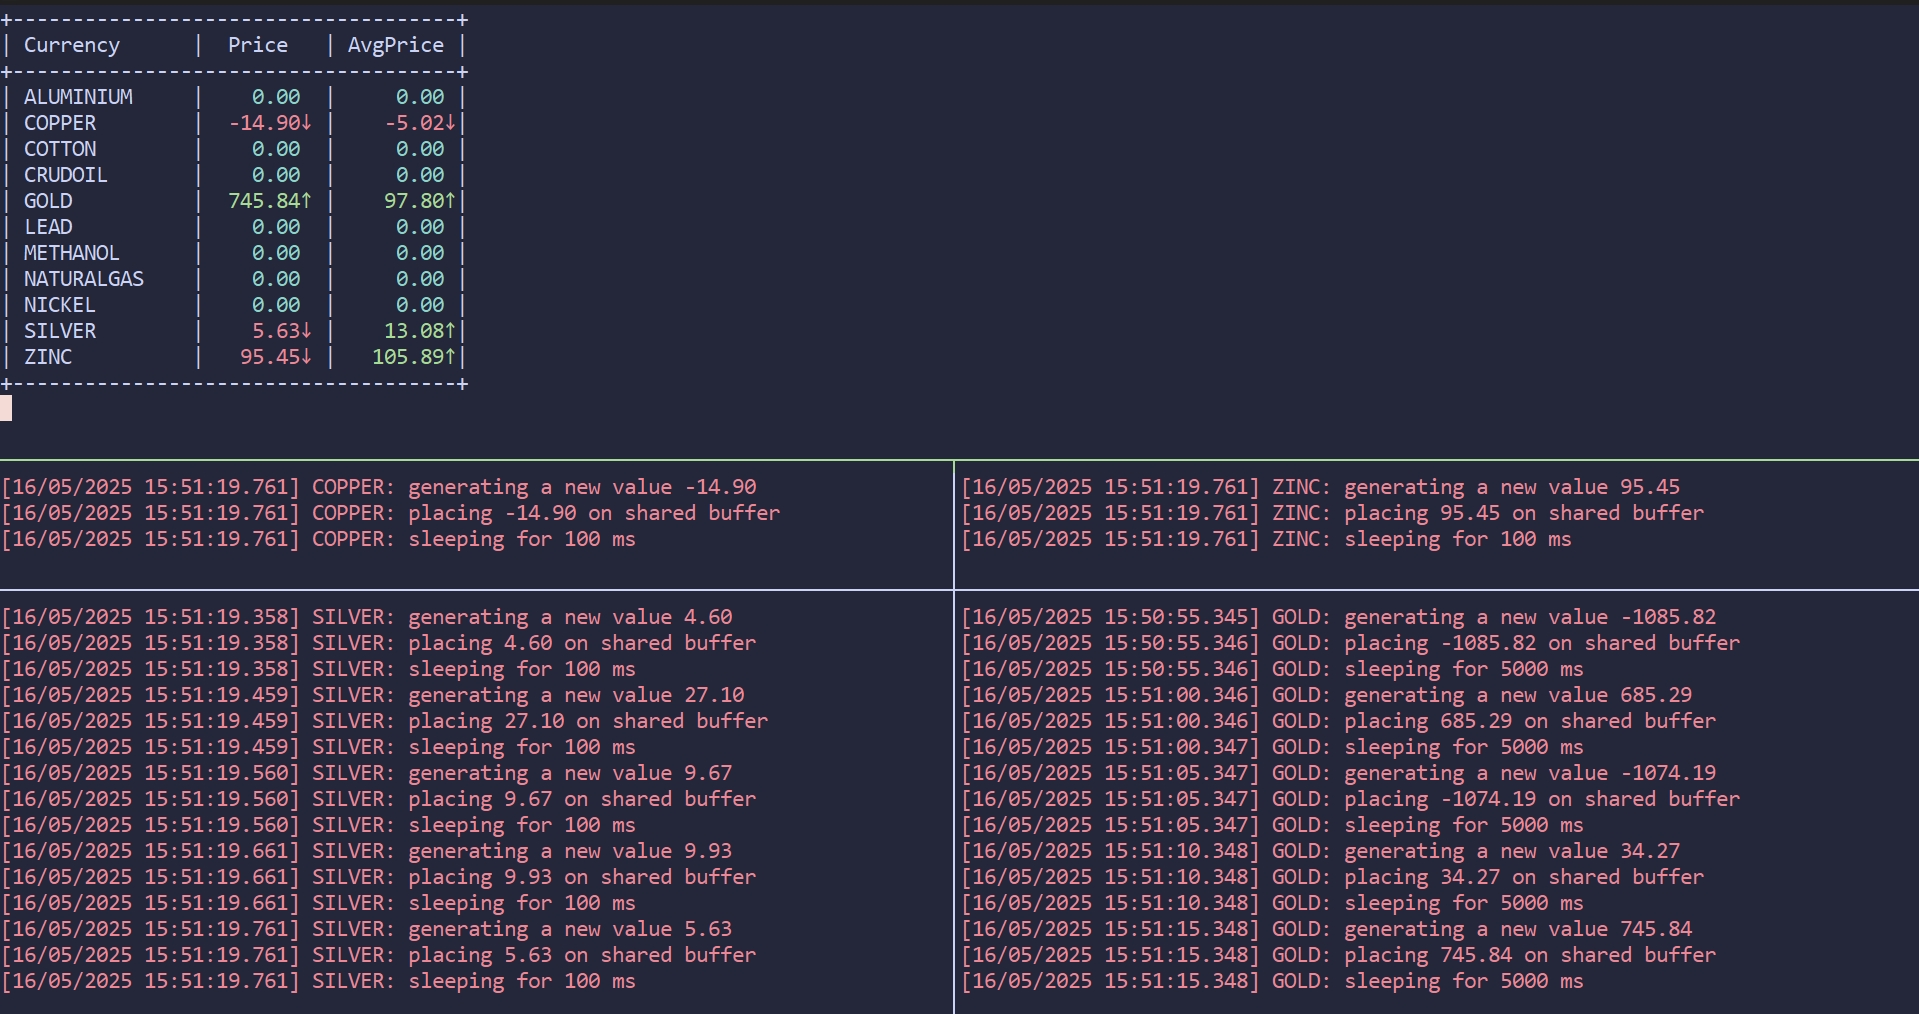 +-------------------------------------+
| Currency      |  Price   | AvgPrice |
+-------------------------------------+
| ALUMINIUM     |    0.00  |     0.00 |
| COPPER        |  -14.90↓ |    -5.02↓|
| COTTON        |    0.00  |     0.00 |
| CRUDOIL       |    0.00  |     0.00 |
| GOLD          |  745.84↑ |    97.80↑|
| LEAD          |    0.00  |     0.00 |
| METHANOL      |    0.00  |     0.00 |
| NATURALGAS    |    0.00  |     0.00 |
| NICKEL        |    0.00  |     0.00 |
| SILVER        |    5.63↓ |    13.08↑|
| ZINC          |   95.45↓ |   105.89↑|
+-------------------------------------+
[16/05/2025 15:51:19.761] COPPER: generating a new value -14.90
[16/05/2025 15:51:19.761] COPPER: placing -14.90 on shared buffer
[16/05/2025 15:51:19.761] COPPER: sleeping for 100 ms
[16/05/2025 15:51:19.761] ZINC: generating a new value 95.45
[16/05/2025 15:51:19.761] ZINC: placing 95.45 on shared buffer
[16/05/2025 15:51:19.761] ZINC: sleeping for 100 ms
[16/05/2025 15:51:19.358] SILVER: generating a new value 4.60
[16/05/2025 15:51:19.358] SILVER: placing 4.60 on shared buffer
[16/05/2025 15:51:19.358] SILVER: sleeping for 100 ms
[16/05/2025 15:51:19.459] SILVER: generating a new value 27.10
[16/05/2025 15:51:19.459] SILVER: placing 27.10 on shared buffer
[16/05/2025 15:51:19.459] SILVER: sleeping for 100 ms
[16/05/2025 15:51:19.560] SILVER: generating a new value 9.67
[16/05/2025 15:51:19.560] SILVER: placing 9.67 on shared buffer
[16/05/2025 15:51:19.560] SILVER: sleeping for 100 ms
[16/05/2025 15:51:19.661] SILVER: generating a new value 9.93
[16/05/2025 15:51:19.661] SILVER: placing 9.93 on shared buffer
[16/05/2025 15:51:19.661] SILVER: sleeping for 100 ms
[16/05/2025 15:51:19.761] SILVER: generating a new value 5.63
[16/05/2025 15:51:19.761] SILVER: placing 5.63 on shared buffer
[16/05/2025 15:51:19.761] SILVER: sleeping for 100 ms
[16/05/2025 15:50:55.345] GOLD: generating a new value -1085.82
[16/05/2025 15:50:55.346] GOLD: placing -1085.82 on shared buffer
[16/05/2025 15:50:55.346] GOLD: sleeping for 5000 ms
[16/05/2025 15:51:00.346] GOLD: generating a new value 685.29
[16/05/2025 15:51:00.346] GOLD: placing 685.29 on shared buffer
[16/05/2025 15:51:00.347] GOLD: sleeping for 5000 ms
[16/05/2025 15:51:05.347] GOLD: generating a new value -1074.19
[16/05/2025 15:51:05.347] GOLD: placing -1074.19 on shared buffer
[16/05/2025 15:51:05.347] GOLD: sleeping for 5000 ms
[16/05/2025 15:51:10.348] GOLD: generating a new value 34.27
[16/05/2025 15:51:10.348] GOLD: placing 34.27 on shared buffer
[16/05/2025 15:51:10.348] GOLD: sleeping for 5000 ms
[16/05/2025 15:51:15.348] GOLD: generating a new value 745.84
[16/05/2025 15:51:15.348] GOLD: placing 745.84 on shared buffer
[16/05/2025 15:51:15.348] GOLD: sleeping for 5000 ms